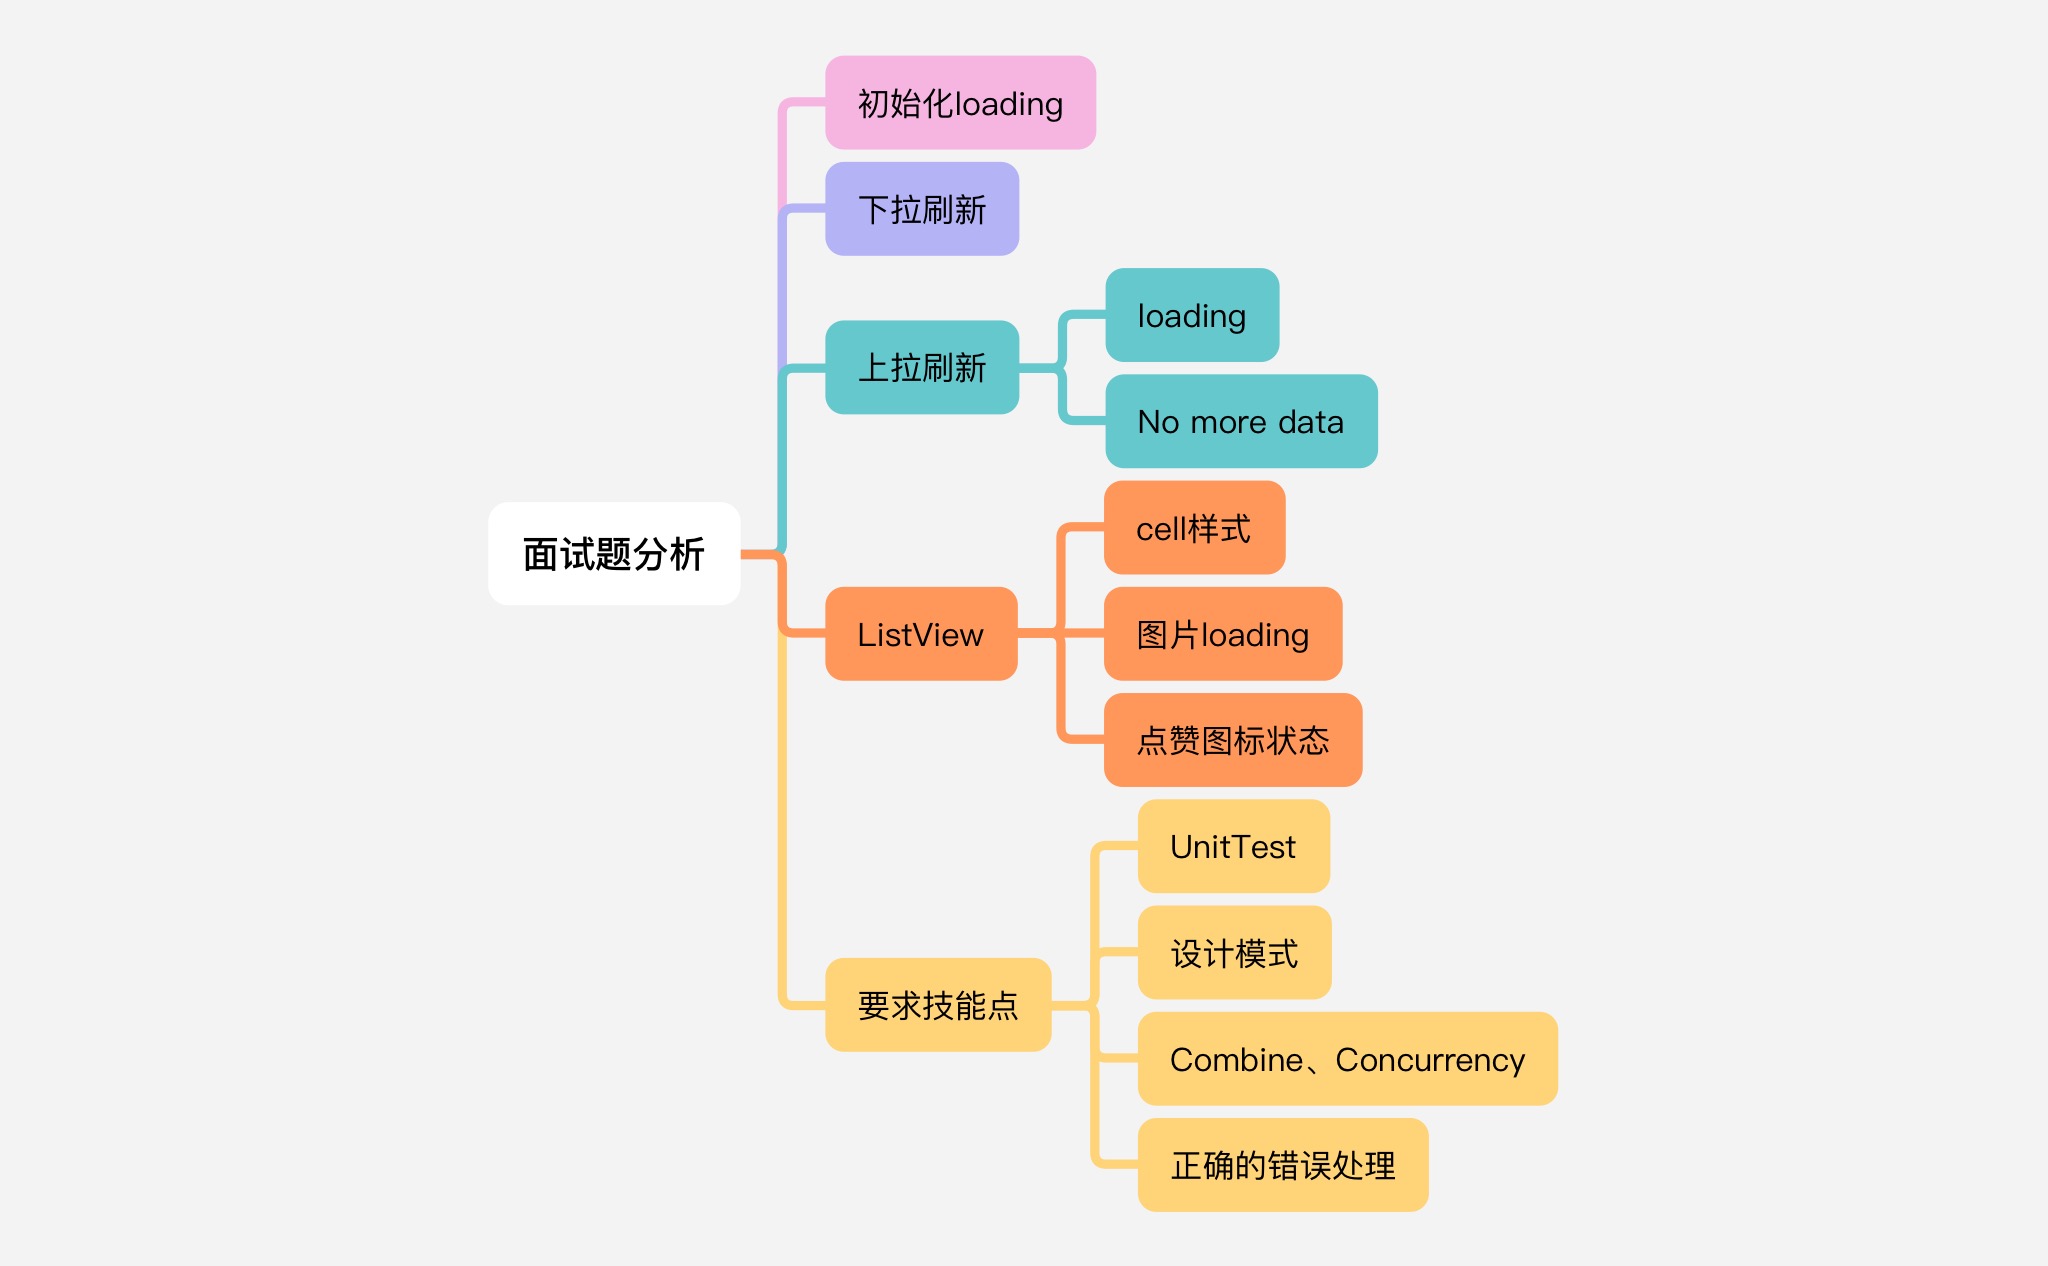 初始化loading
下拉刷新
上拉刷新
loading
No more data
面试题分析
ListView
cell样式
图片loading
点赞图标状态
要求技能点
UnitTest
设计模式
Combine、Concurrency
正确的错误处理